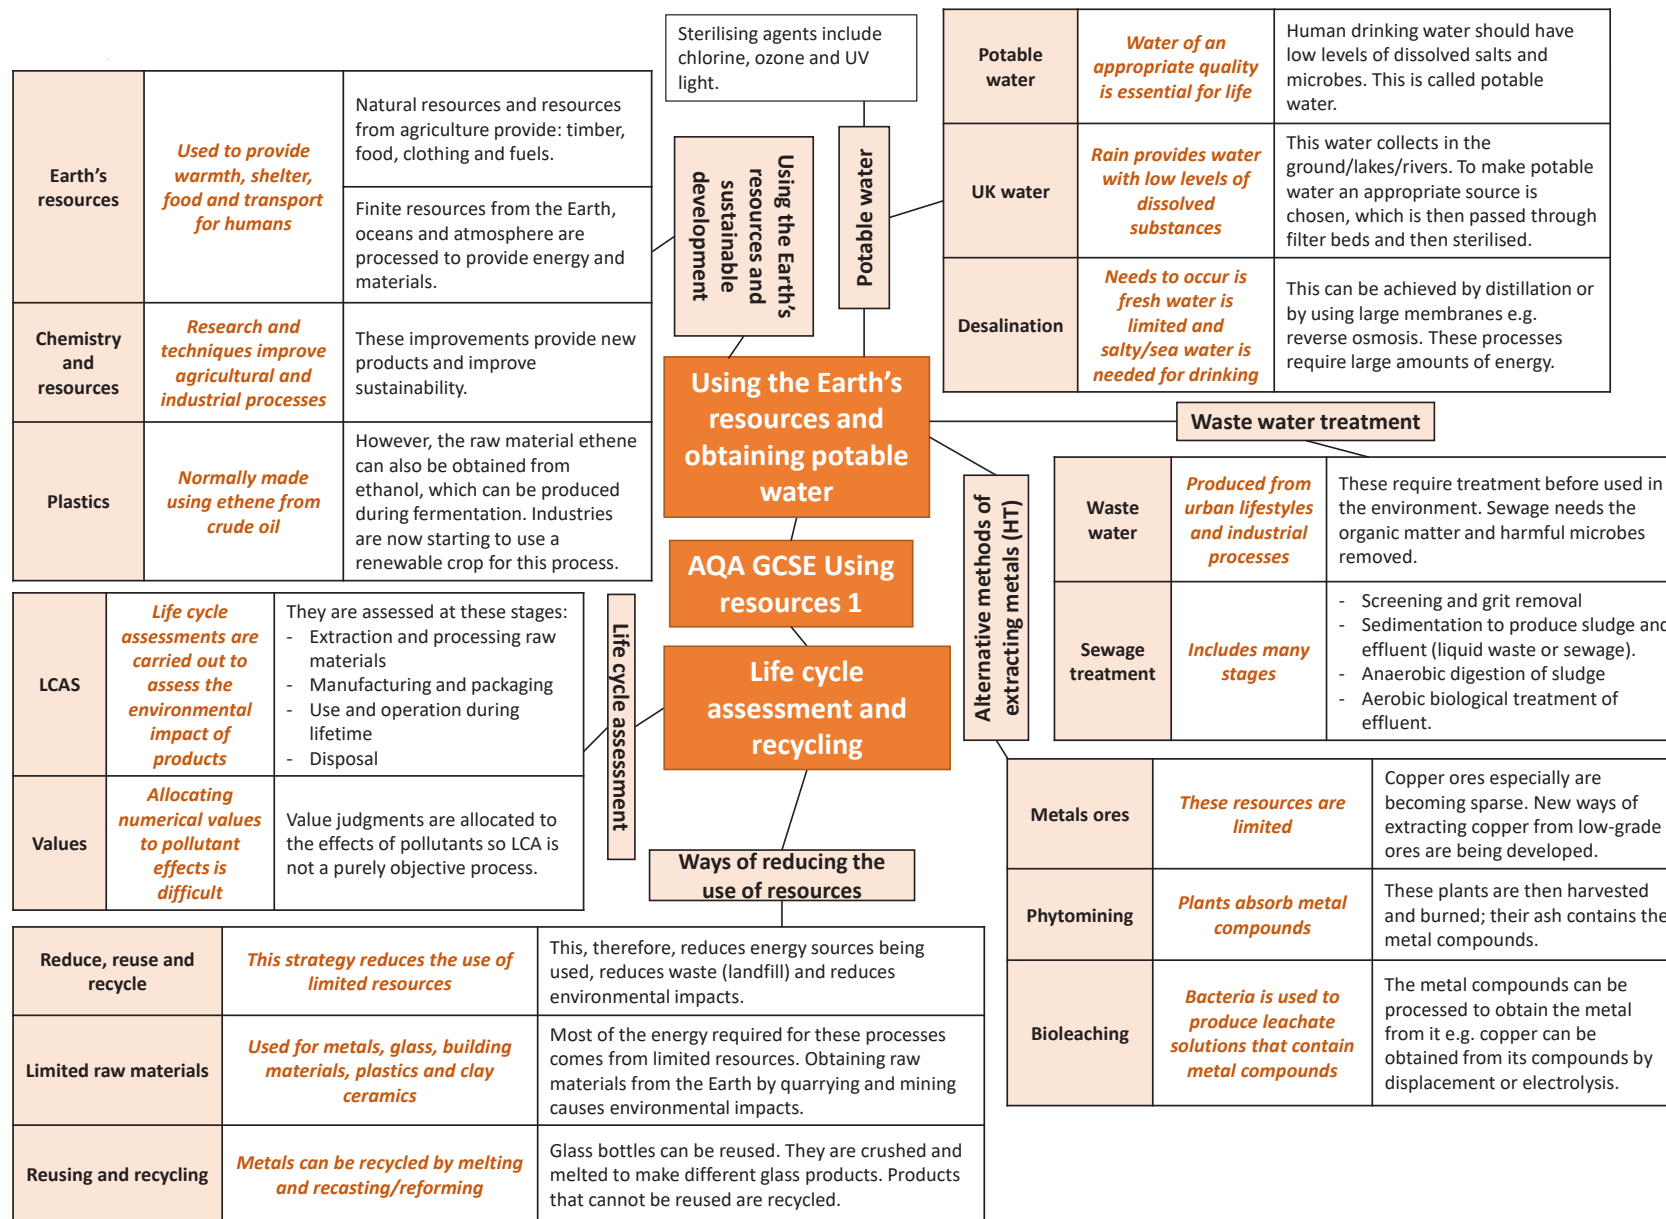 Sterilising agents include
chlorine, ozone and UV
light.
Earth's
resources
Used to provide
warmth, shelter,
food and transport
for humans
Natural resources and resources
from agriculture provide: timber,
food, clothing and fuels.
Finite resources from the Earth,
oceans and atmosphere are
processed to provide energy and
materials.
Chemistry
and
resources
Research and
techniques improve
agricultural and
industrial processes
These improvements provide new
products and improve
sustainability.
Plastics
Normally made
using ethene from
crude oil
However, the raw material ethene
can also be obtained from
ethanol, which can be produced
during fermentation. Industries
are now starting to use a
renewable crop for this process.
Using the Earth's
resources and
sustainable
development
Potable water
Potable
water
Water of an
appropriate quality
is essential for life
Human drinking water should have
low levels of dissolved salts and
microbes. This is called potable
water.
UK water
Rain provides water
with low levels of
dissolved
substances
This water collects in the
ground/lakes/rivers. To make potable
water an appropriate source is
chosen, which is then passed through
filter beds and then sterilised.
Desalination
Needs to occur is
fresh water is
limited and
salty/sea water is
needed for drinking
This can be achieved by distillation or
by using large membranes e.g.
reverse osmosis. These processes
require large amounts of energy.
Using the Earth's
resources and
obtaining potable
water
AQA GCSE Using
resources 1
Life cycle
assessment and
recycling
Waste water treatment
Waste
water
Produced from
urban lifestyles
and industrial
processes
These require treatment before used in
the environment. Sewage needs the
organic matter and harmful microbes
removed.
Sewage
treatment
Includes many
stages
- Screening and grit removal
- Sedimentation to produce sludge and
effluent (liquid waste or sewage).
- Anaerobic digestion of sludge
- Aerobic biological treatment of
effluent.
Alternative methods of
extracting metals (HT)
Metals ores
These resources are
limited
Copper ores especially are
becoming sparse. New ways of
extracting copper from low-grade
ores are being developed.
Phytomining
Plants absorb metal
compounds
These plants are then harvested
and burned; their ash contains the
metal compounds.
Bioleaching
Bacteria is used to
produce leachate
solutions that contain
metal compounds
The metal compounds can be
processed to obtain the metal
from it e.g. copper can be
obtained from its compounds by
displacement or electrolysis.
Life cycle assessment
LCAS
Life cycle
assessments are
carried out to
assess the
environmental
impact of
products
They are assessed at these stages:
- Extraction and processing raw
materials
- Manufacturing and packaging
- Use and operation during
lifetime
- Disposal
Values
Allocating
numerical values
to pollutant
effects is
difficult
Value judgments are allocated to
the effects of pollutants so LCA is
not a purely objective process.
Ways of reducing the
use of resources
Reduce, reuse and
recycle
This strategy reduces the use of
limited resources
This, therefore, reduces energy sources being
used, reduces waste (landfill) and reduces
environmental impacts.
Limited raw materials
Used for metals, glass, building
materials, plastics and clay
ceramics
Most of the energy required for these processes
comes from limited resources. Obtaining raw
materials from the Earth by quarrying and mining
causes environmental impacts.
Reusing and recycling
Metals can be recycled by melting
and recasting/reforming
Glass bottles can be reused. They are crushed and
melted to make different glass products. Products
that cannot be reused are recycled.